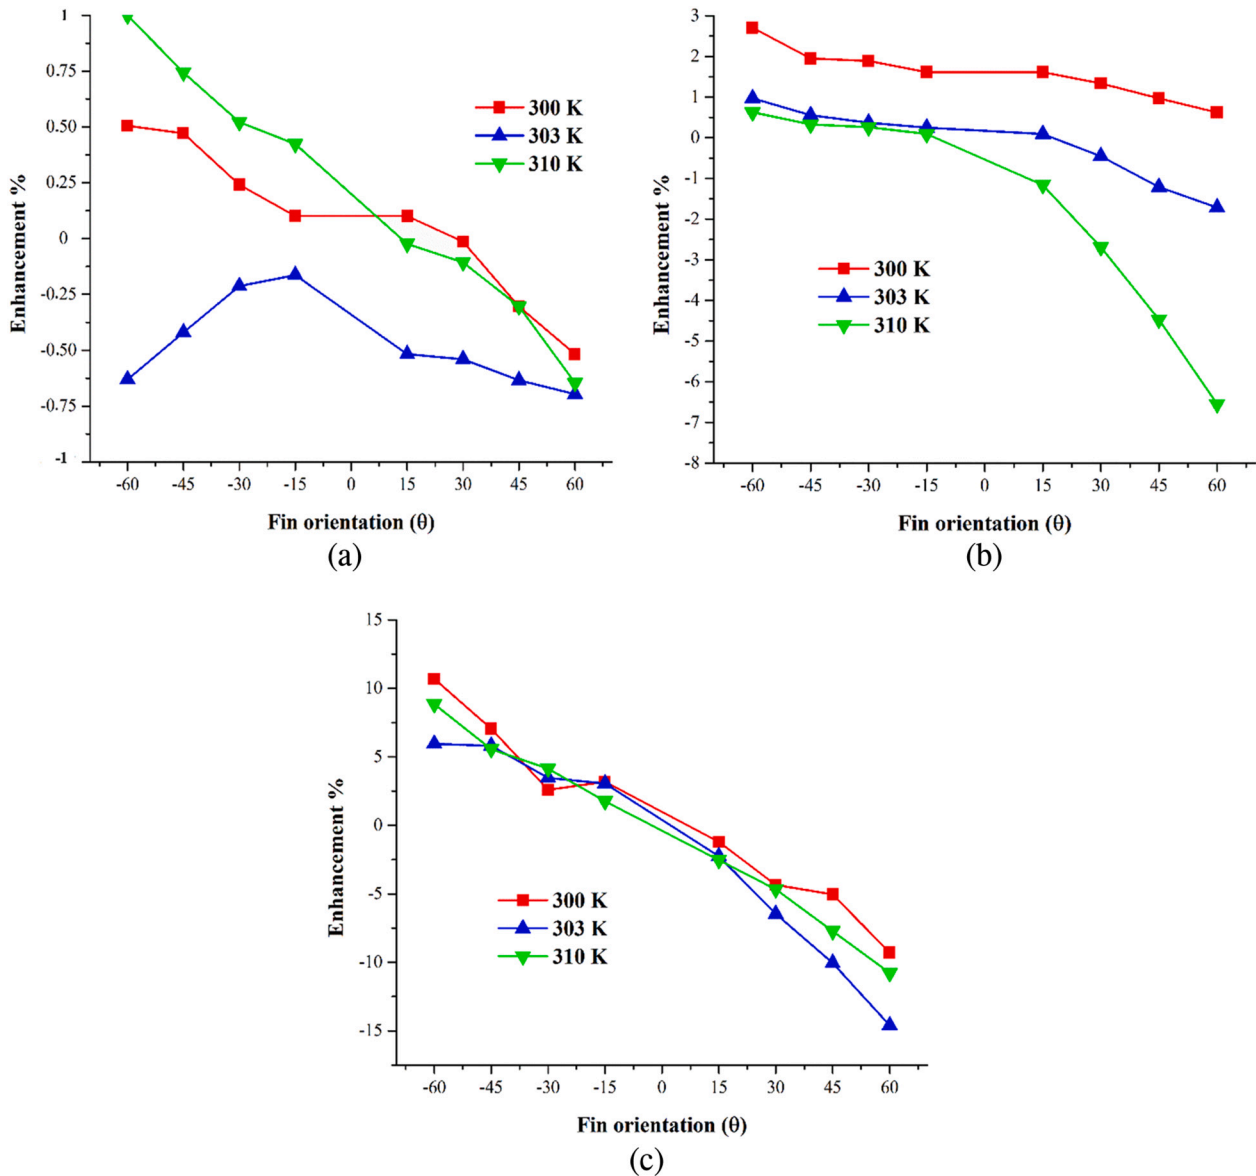 1
0.75
0.50
0.25
0
-0.25
-0.50
-0.75
-1
Enhancement %
300 K
303 K
310 K
-60 -45 -30 -15 0 15 30 45 60
Fin orientation (θ)
(a)
3
2
1
0
-1
-2
-3
-4
-5
-6
-7
-8
Enhancement %
300 K
303 K
310 K
-60 -45 -30 -15 0 15 30 45 60
Fin orientation (θ)
(b)
15
10
5
0
-5
-10
-15
Enhancement %
300 K
303 K
310 K
-60 -45 -30 -15 0 15 30 45 60
Fin orientation (θ)
(c)